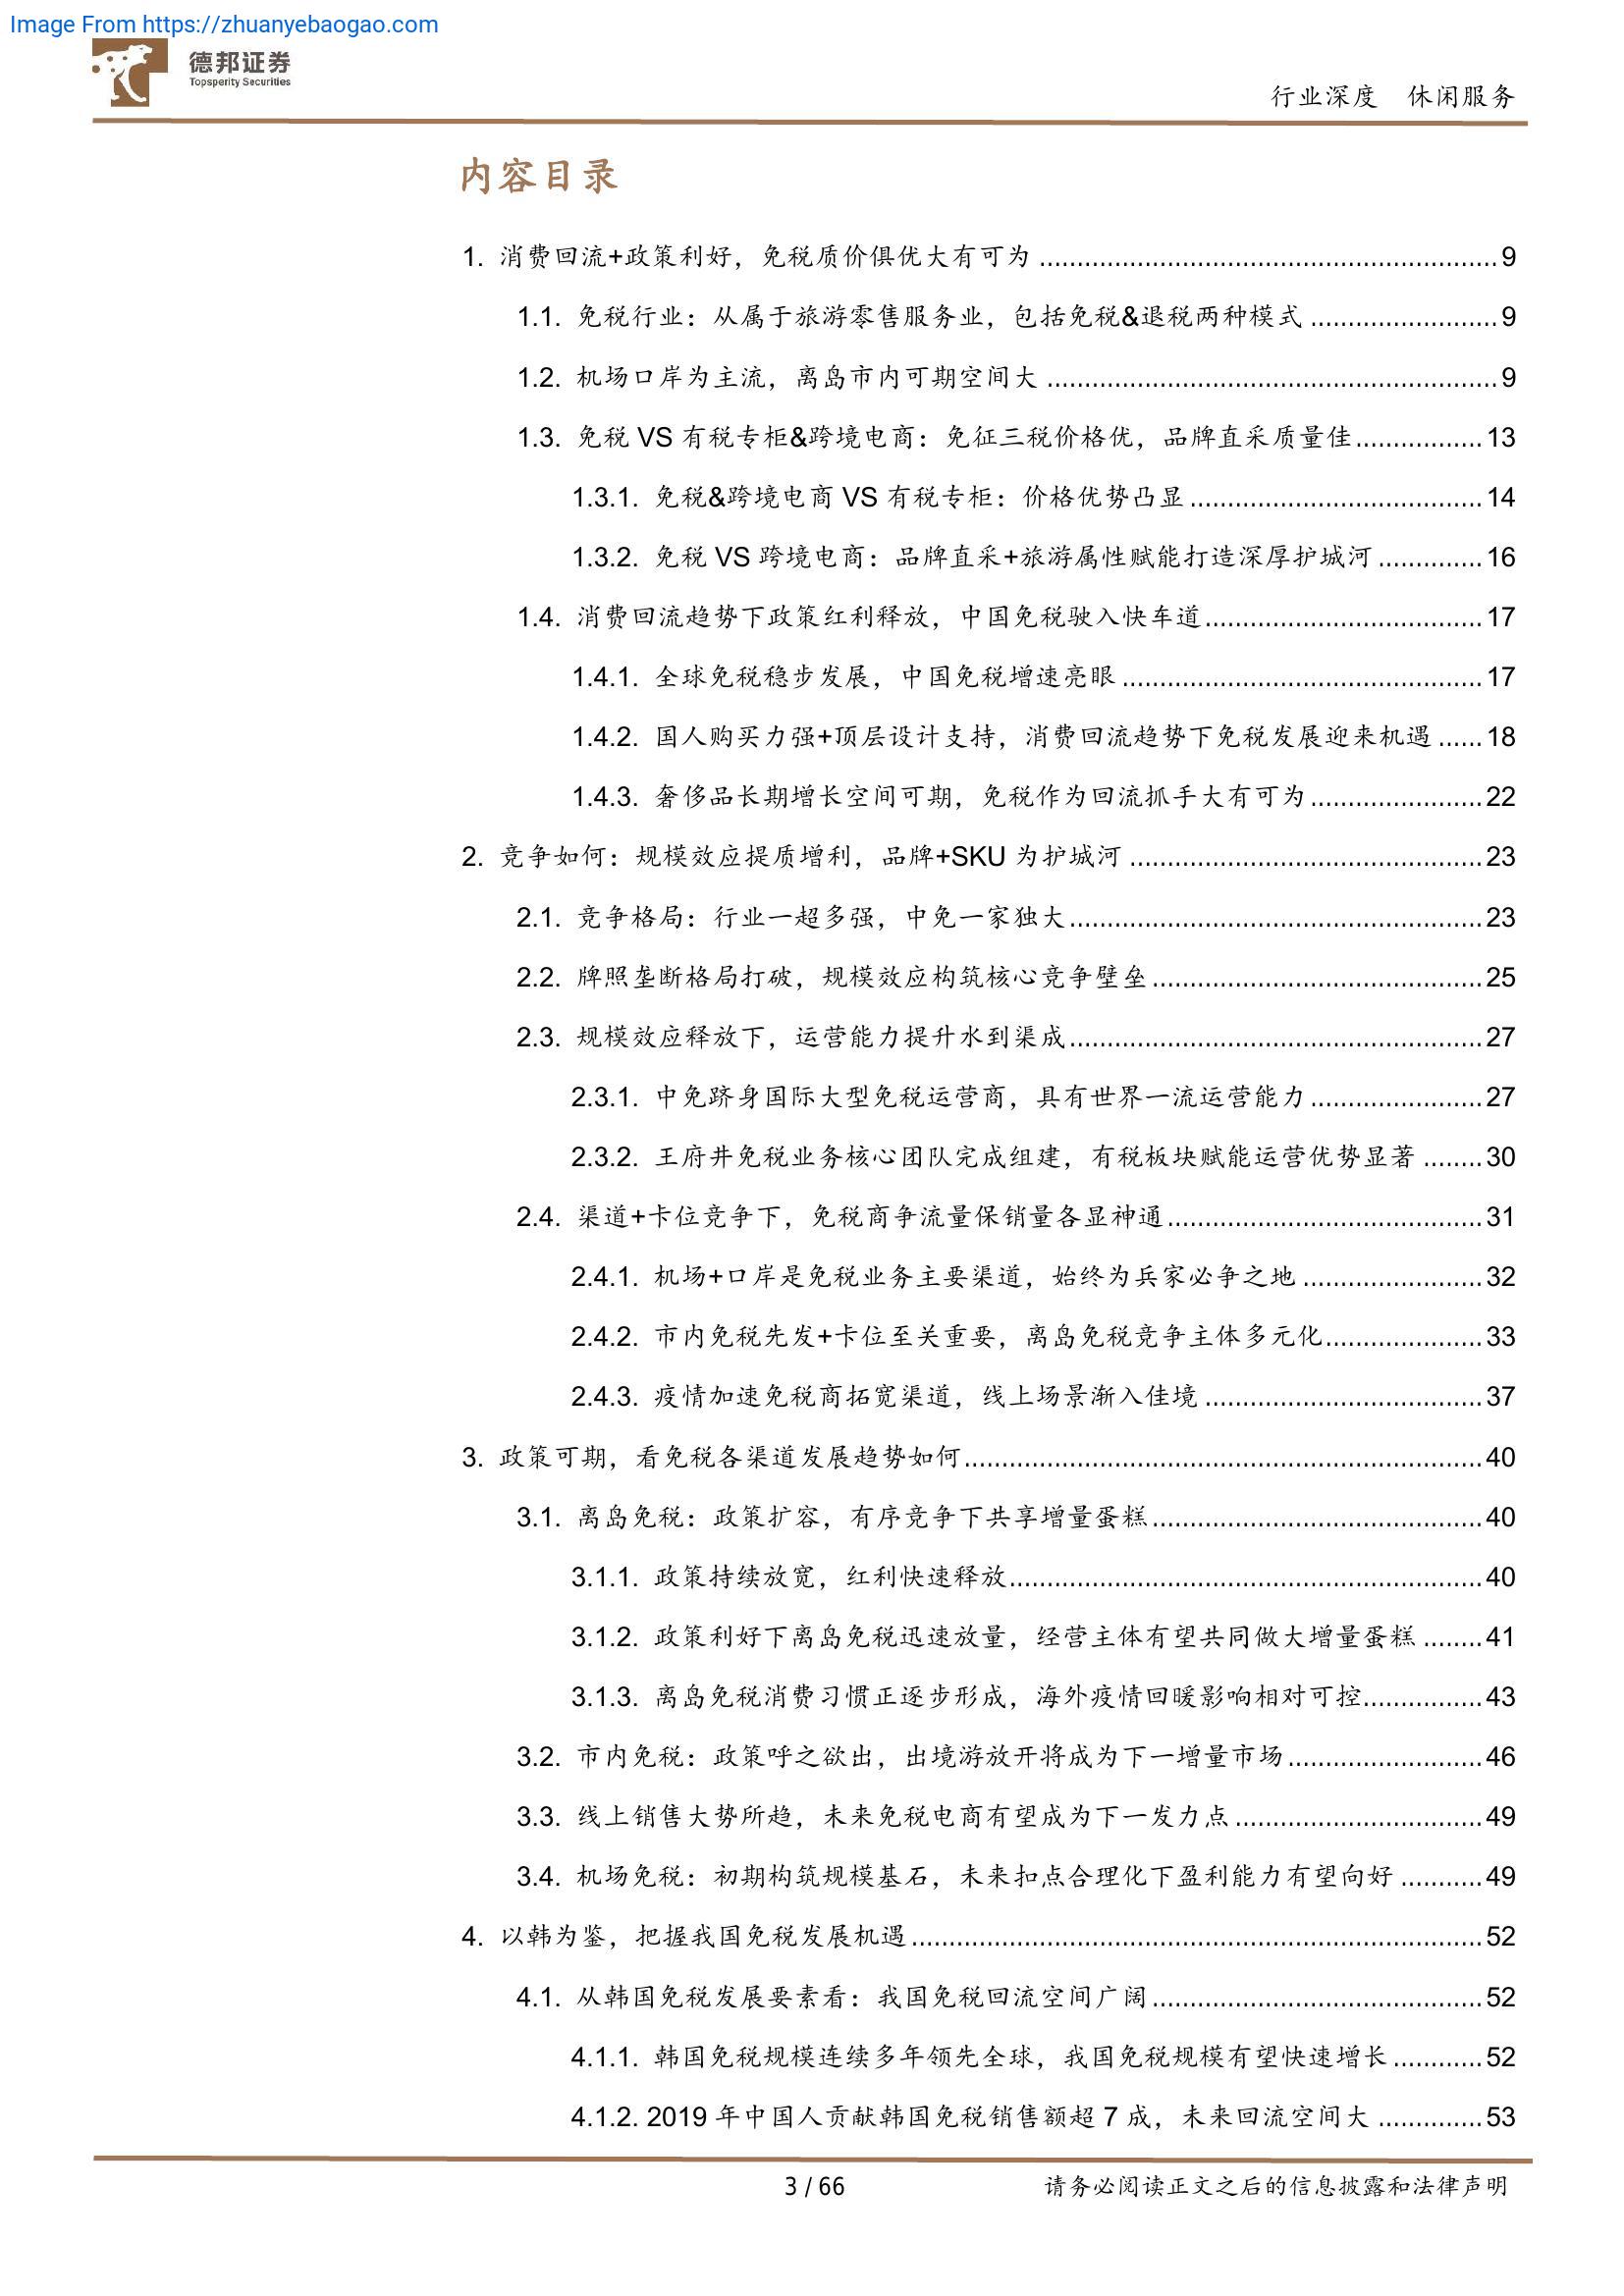 Image From https://zhuanyebaogao.com
德邦证券
Topsperity Securities
行业深度 休闲服务
内容目录
1. 消费回流+政策利好，免税质价俱优大有可为 ............................................................. 9
1.1. 免税行业：从属于旅游零售服务业，包括免税&退税两种模式 ......................... 9
1.2. 机场口岸为主流，离岛市内可期空间大 ............................................................ 9
1.3. 免税 VS 有税专柜&跨境电商：免征三税价格优，品牌直采质量佳................. 13
1.3.1. 免税&跨境电商 VS 有税专柜：价格优势凸显 ....................................... 14
1.3.2. 免税 VS 跨境电商：品牌直采+旅游属性赋能打造深厚护城河 .............. 16
1.4. 消费回流趋势下政策红利释放，中国免税驶入快车道..................................... 17
1.4.1. 全球免税稳步发展，中国免税增速亮眼 ................................................ 17
1.4.2. 国人购买力强+顶层设计支持，消费回流趋势下免税发展迎来机遇 ...... 18
1.4.3. 奢侈品长期增长空间可期，免税作为回流抓手大有可为 ....................... 22
2. 竞争如何：规模效应提质增利，品牌+SKU 为护城河 ............................................... 23
2.1. 竞争格局：行业一超多强，中免一家独大....................................................... 23
2.2. 牌照垄断格局打破，规模效应构筑核心竞争壁垒 ............................................ 25
2.3. 规模效应释放下，运营能力提升水到渠成....................................................... 27
2.3.1. 中免跻身国际大型免税运营商，具有世界一流运营能力 ....................... 27
2.3.2. 王府井免税业务核心团队完成组建，有税板块赋能运营优势显著 ........ 30
2.4. 渠道+卡位竞争下，免税商争流量保销量各显神通.......................................... 31
2.4.1. 机场+口岸是免税业务主要渠道，始终为兵家必争之地 ........................ 32
2.4.2. 市内免税先发+卡位至关重要，离岛免税竞争主体多元化..................... 33
2.4.3. 疫情加速免税商拓宽渠道，线上场景渐入佳境 ..................................... 37
3. 政策可期，看免税各渠道发展趋势如何..................................................................... 40
3.1. 离岛免税：政策扩容，有序竞争下共享增量蛋糕............................................ 40
3.1.1. 政策持续放宽，红利快速释放............................................................... 40
3.1.2. 政策利好下离岛免税迅速放量，经营主体有望共同做大增量蛋糕 ........ 41
3.1.3. 离岛免税消费习惯正逐步形成，海外疫情回暖影响相对可控................ 43
3.2. 市内免税：政策呼之欲出，出境游放开将成为下一增量市场.......................... 46
3.3. 线上销售大势所趋，未来免税电商有望成为下一发力点 ................................. 49
3.4. 机场免税：初期构筑规模基石，未来扣点合理化下盈利能力有望向好 ........... 49
4. 以韩为鉴，把握我国免税发展机遇............................................................................ 52
4.1. 从韩国免税发展要素看：我国免税回流空间广阔............................................ 52
4.1.1. 韩国免税规模连续多年领先全球，我国免税规模有望快速增长 ............ 52
4.1.2. 2019 年中国人贡献韩国免税销售额超 7 成，未来回流空间大 .............. 53
3 / 66
请务必阅读正文之后的信息披露和法律声明